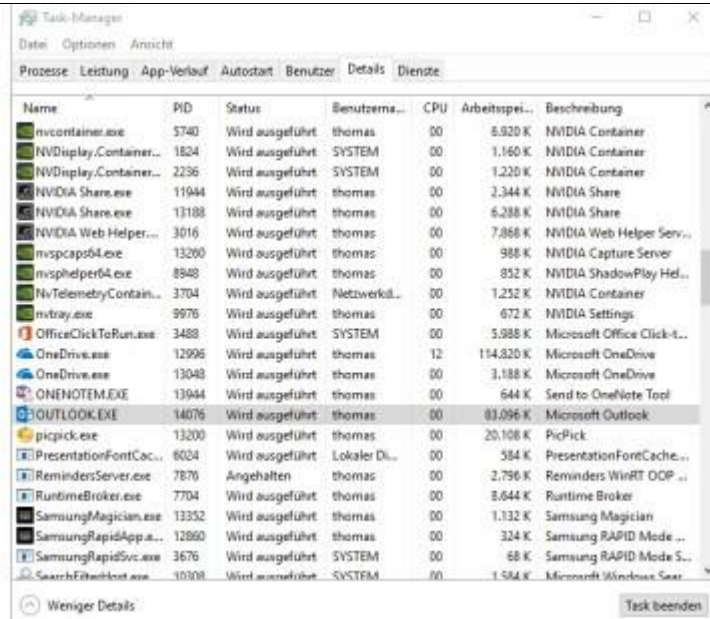 Task-Manager
Datei Optionen Ansicht
Prozesse Leistung App-Verlauf Autostart Benutzer Details Dienste
Name PID Status Benutzerna... CPU Arbeitsspei... Beschreibung
nvcontainer.exe 5740 Wird ausgeführt thomas 00 6.920 K NVIDIA Container
NVDisplay.Container... 1824 Wird ausgeführt SYSTEM 00 1.160 K NVIDIA Container
NVDisplay.Container... 2236 Wird ausgeführt SYSTEM 00 1.220 K NVIDIA Container
NVIDIA Share.exe 11944 Wird ausgeführt thomas 00 2.344 K NVIDIA Share
NVIDIA Share.exe 13188 Wird ausgeführt thomas 00 6.288 K NVIDIA Share
NVIDIA Web Helper.... 3016 Wird ausgeführt thomas 00 7.868 K NVIDIA Web Helper Serv...
nvspcaps64.exe 13260 Wird ausgeführt thomas 00 988 K NVIDIA Capture Server
nvsphelper64.exe 8948 Wird ausgeführt thomas 00 852 K NVIDIA ShadowPlay Hel...
NvTelemetryContain... 3704 Wird ausgeführt Netzwerkd... 00 1.252 K NVIDIA Container
nvtray.exe 9976 Wird ausgeführt thomas 00 672 K NVIDIA Settings
OfficeClickToRun.exe 3488 Wird ausgeführt SYSTEM 00 5.988 K Microsoft Office Click-t...
OneDrive.exe 12996 Wird ausgeführt thomas 12 114.820 K Microsoft OneDrive
OneDrive.exe 13048 Wird ausgeführt thomas 00 3.188 K Microsoft OneDrive
ONENOTEM.EXE 13944 Wird ausgeführt thomas 00 644 K Send to OneNote Tool
OUTLOOK.EXE 14076 Wird ausgeführt thomas 00 83.096 K Microsoft Outlook
picpick.exe 13200 Wird ausgeführt thomas 00 20.108 K PicPick
PresentationFontCac... 6024 Wird ausgeführt Lokaler Di... 00 584 K PresentationFontCache....
RemindersServer.exe 7876 Angehalten thomas 00 2.796 K Reminders WinRT OOP ...
RuntimeBroker.exe 7704 Wird ausgeführt thomas 00 8.644 K Runtime Broker
SamsungMagician.exe 13352 Wird ausgeführt thomas 00 1.132 K Samsung Magician
SamsungRapidApp.e... 12860 Wird ausgeführt thomas 00 324 K Samsung RAPID Mode ...
SamsungRapidSvc.exe 3676 Wird ausgeführt SYSTEM 00 68 K Samsung RAPID Mode S...
SearchFilterHost.exe 10308 Wird ausgeführt SYSTEM 00 1.584 K Microsoft Windows Sear...
Weniger Details Task beenden